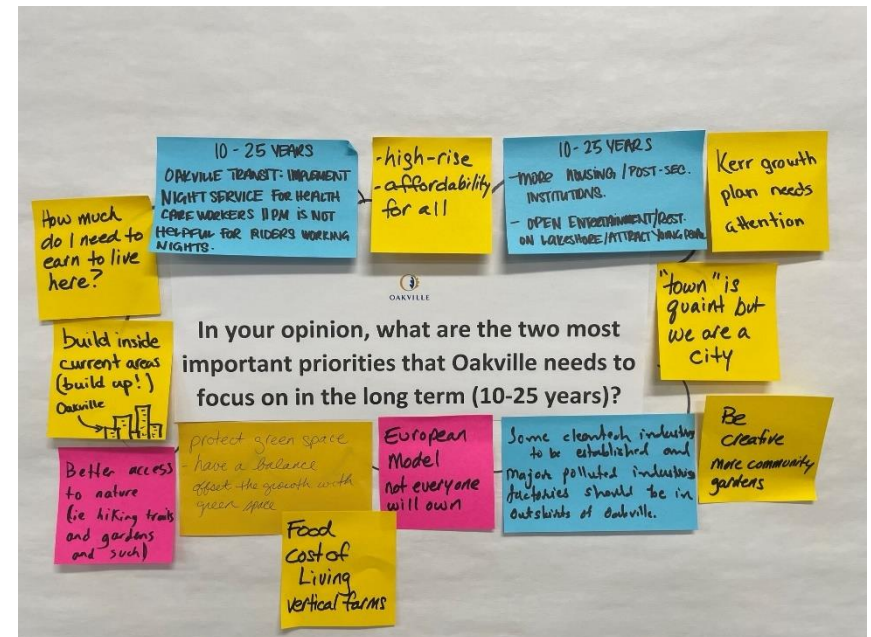 10 - 25 YEARS
OAKVILLE TRANSIT: IMPLEMENT
NIGHT SERVICE FOR HEALTH
CARE WORKERS 11PM IS NOT
HELPFUL FOR RIDERS WORKING
NIGHTS.
-high-rise
-affordability
for all
10-25 YEARS
-MORE HOUSING/POST-SEC.
INSTITUTIONS.
- OPEN ENTERTAINMENT/REST.
ON LAKESHORE/ATTRACT YOUNG PEOPLE
Kerr growth
plan needs
attention
How much
do I need to
earn to live
here?
"town" is
quaint but
we are a
city
OAKVILLE
In your opinion, what are the two most
important priorities that Oakville needs to
focus on in the long term (10-25 years)?
build inside
current areas
(build up!)
Oakville
Better access
to nature
(ie hiking trails
and gardens
and such)
protect green space
- have a balance
offset the growth with
green space
European
Model
not everyone
will own
Some cleantech industries
to be established and
major polluted industries
factories should be in
outskirts of Oakville.
Be
creative
more community
gardens
Food
cost of
Living
vertical farms